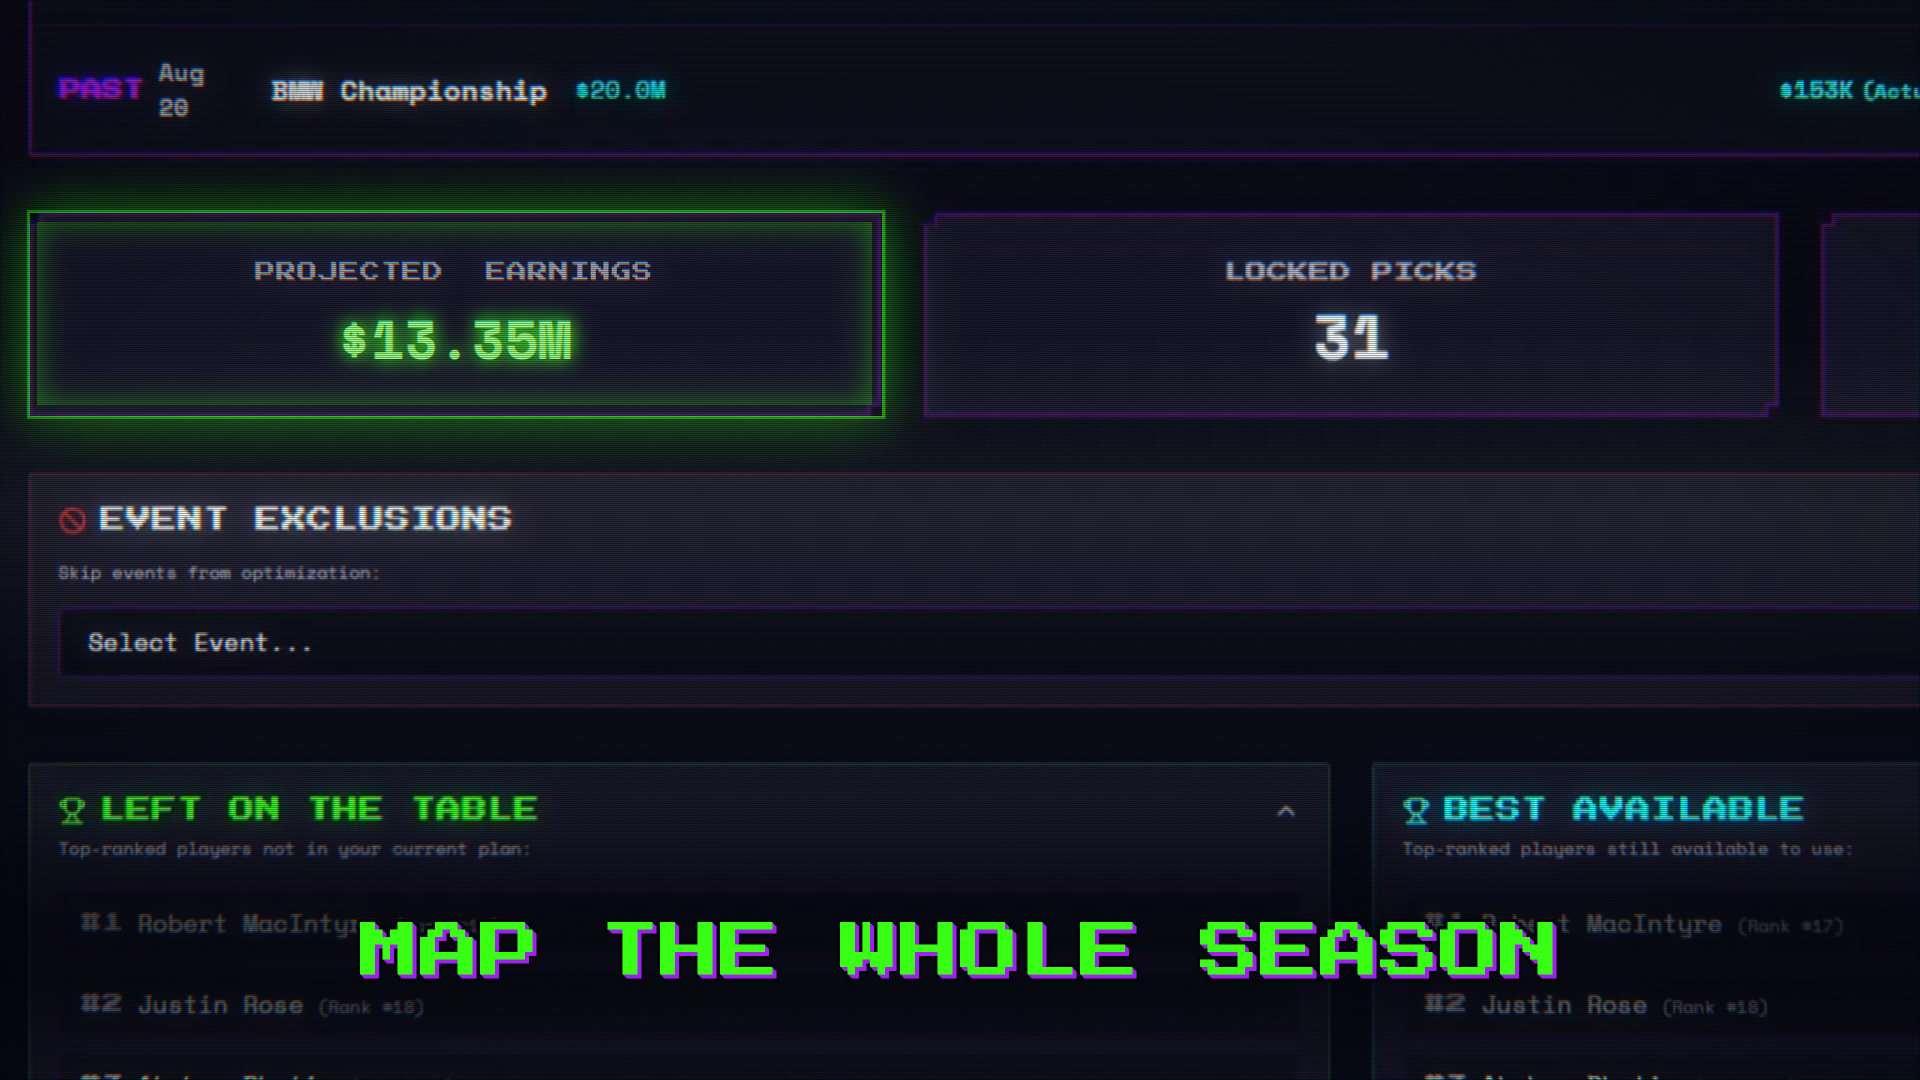 PAST Aug 20 BMW Championship $20.0M $153K
PROJECTED EARNINGS
$13.35M
LOCKED PICKS
31
EVENT EXCLUSIONS
Skip events from optimization:
Select Event...
LEFT ON THE TABLE
Top-ranked players not in your current plan:
#1 Robert MacIntyr
#2 Justin Rose (Rank #18)
BEST AVAILABLE
Top-ranked players still available to use:
#1 Robert MacIntyre (Rank #17)
#2 Justin Rose (Rank #18)
MAP THE WHOLE SEASON